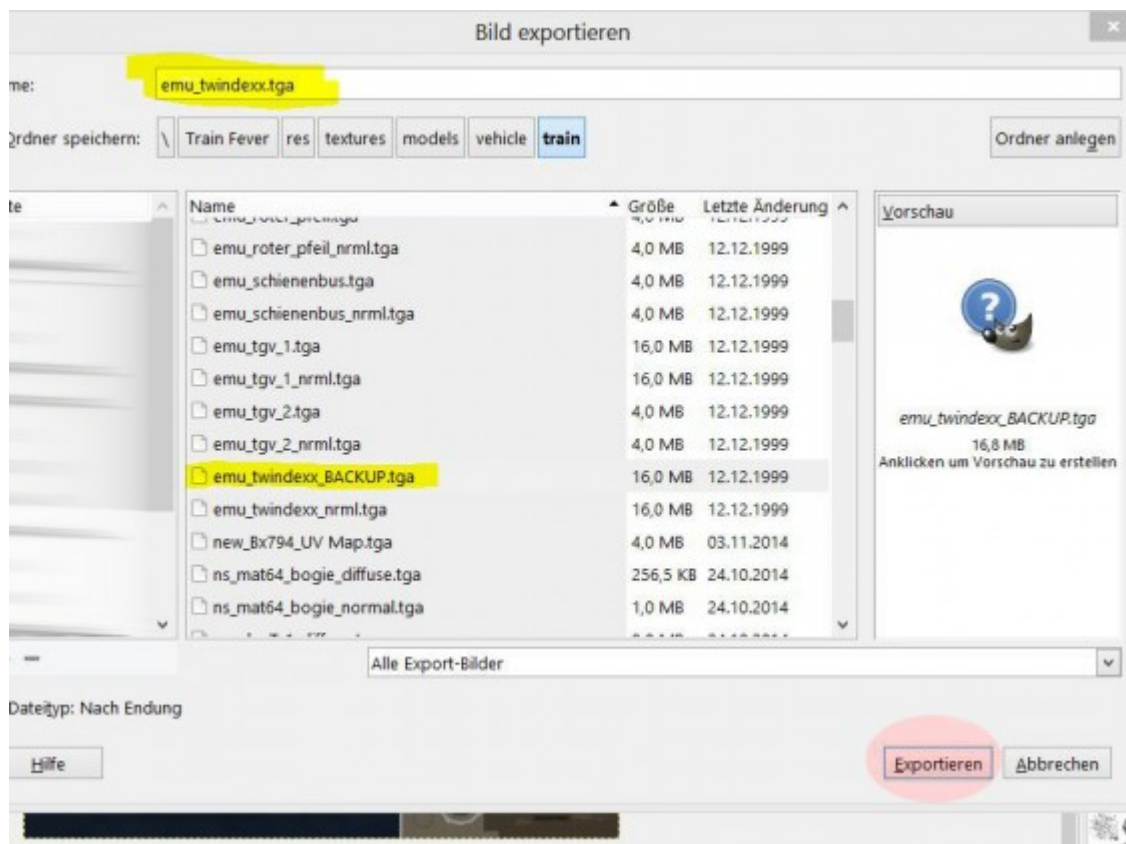 Bild exportieren
me:
emu_twindexx.tga
Ordner speichern: \ Train Fever res textures models vehicle train Ordner anlegen
te
Name Größe Letzte Änderung
Vorschau
emu_roter_pfeil_nrml.tga 4,0 MB 12.12.1999
emu_schienenbus.tga 4,0 MB 12.12.1999
emu_schienenbus_nrml.tga 4,0 MB 12.12.1999
emu_tgv_1.tga 16,0 MB 12.12.1999
emu_tgv_1_nrml.tga 16,0 MB 12.12.1999
emu_tgv_2.tga 4,0 MB 12.12.1999
emu_tgv_2_nrml.tga 4,0 MB 12.12.1999
emu_twindexx_BACKUP.tga 16,0 MB 12.12.1999
emu_twindexx_nrml.tga 16,0 MB 12.12.1999
new_Bx794_UV Map.tga 4,0 MB 03.11.2014
ns_mat64_bogie_diffuse.tga 256,5 KB 24.10.2014
ns_mat64_bogie_normal.tga 1,0 MB 24.10.2014
emu_twindexx_BACKUP.tga
16,8 MB
Anklicken um Vorschau zu erstellen
Alle Export-Bilder
Dateityp: Nach Endung
Hilfe
Exportieren
Abbrechen